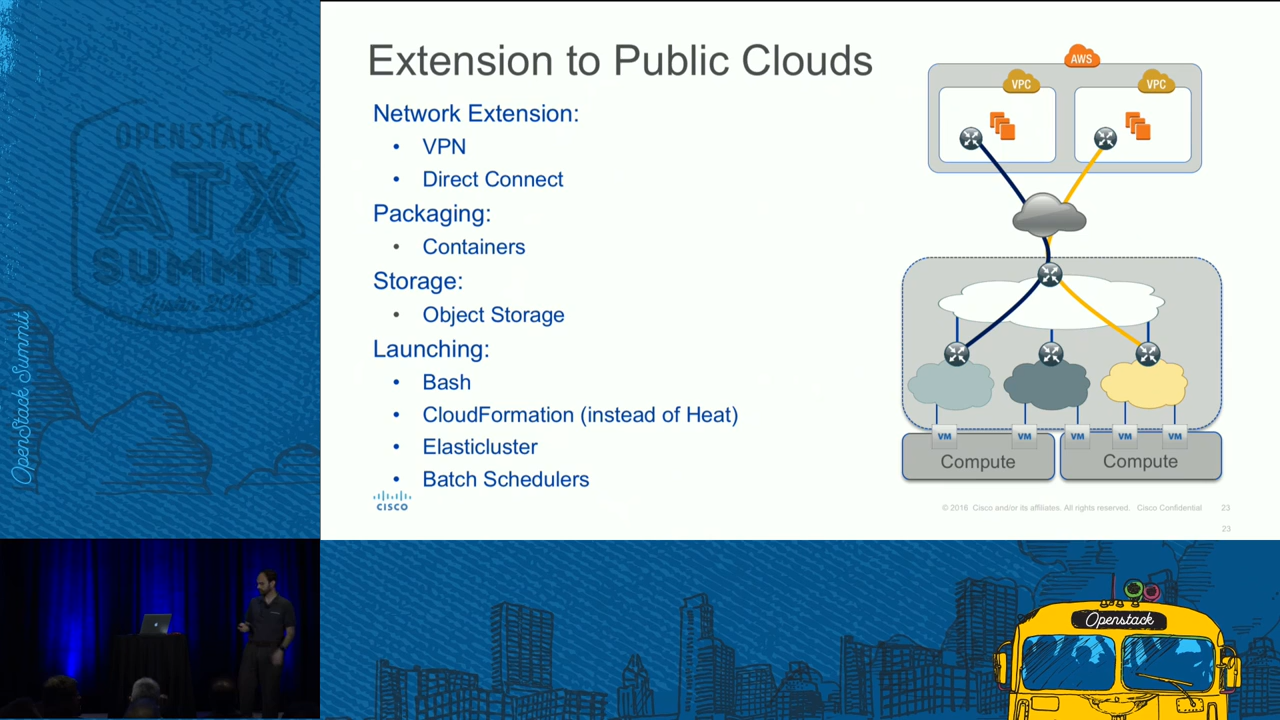 OPENSTACK
ATX
SUMMIT
Austin 2016
OpenStack Summit
Extension to Public Clouds
Network Extension:
• VPN
• Direct Connect
Packaging:
• Containers
Storage:
• Object Storage
Launching:
• Bash
• CloudFormation (instead of Heat)
• Elasticluster
• Batch Schedulers
CISCO
AWS
VPC
VPC
VM
VM
VM
VM
VM
Compute
Compute
© 2016 Cisco and/or its affiliates. All rights reserved. Cisco Confidential 23
23
Openstack